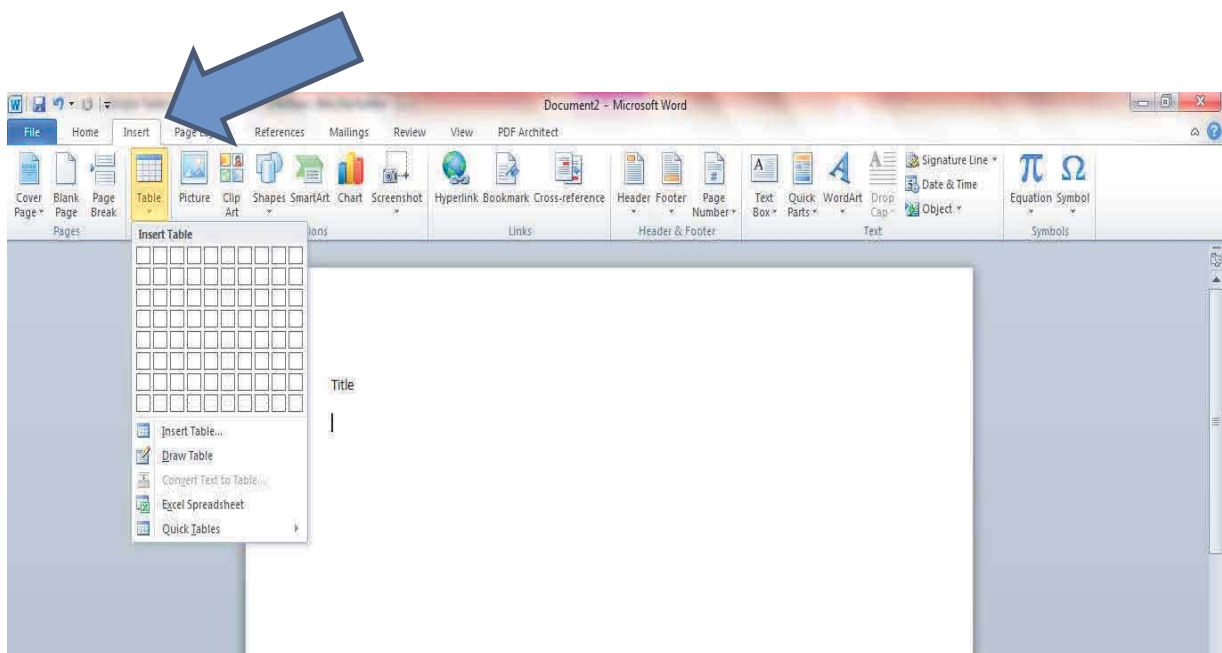 W
Document2 - Microsoft Word
File Home Insert References Mailings Review View PDF Architect
Cover Page Blank Page Page Break Table Picture Clip Art Shapes SmartArt Chart Screenshot Hyperlink Bookmark Cross-reference Header Footer Page Number A Text Box Quick Parts A WordArt A Drop Cap Signature Line Date & Time Object π Equation Ω Symbol
Pages Links Header & Footer Text Symbols
Insert Table
Insert Table...
Draw Table
Convert Text to Table...
Excel Spreadsheet
Quick Tables
Title